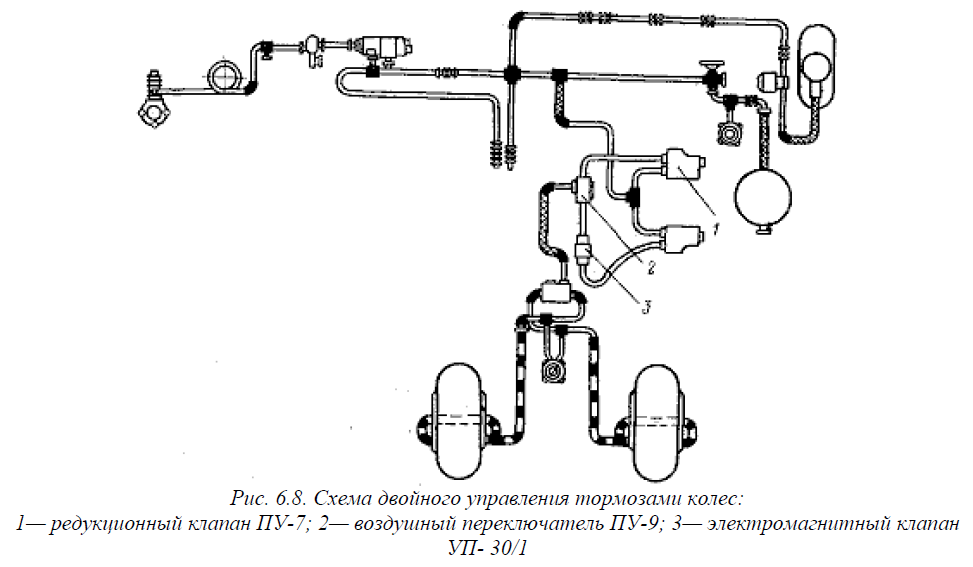 1
2
3
Рис. 6.8. Схема двойного управления тормозами колес:
1— редукционный клапан ПУ-7; 2— воздушный переключатель ПУ-9; 3— электромагнитный клапан
УП- 30/1